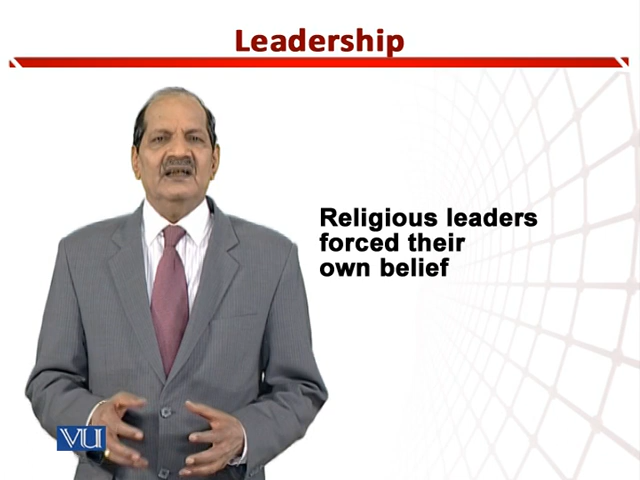 Leadership
Religious leaders
forced their
own belief
VU